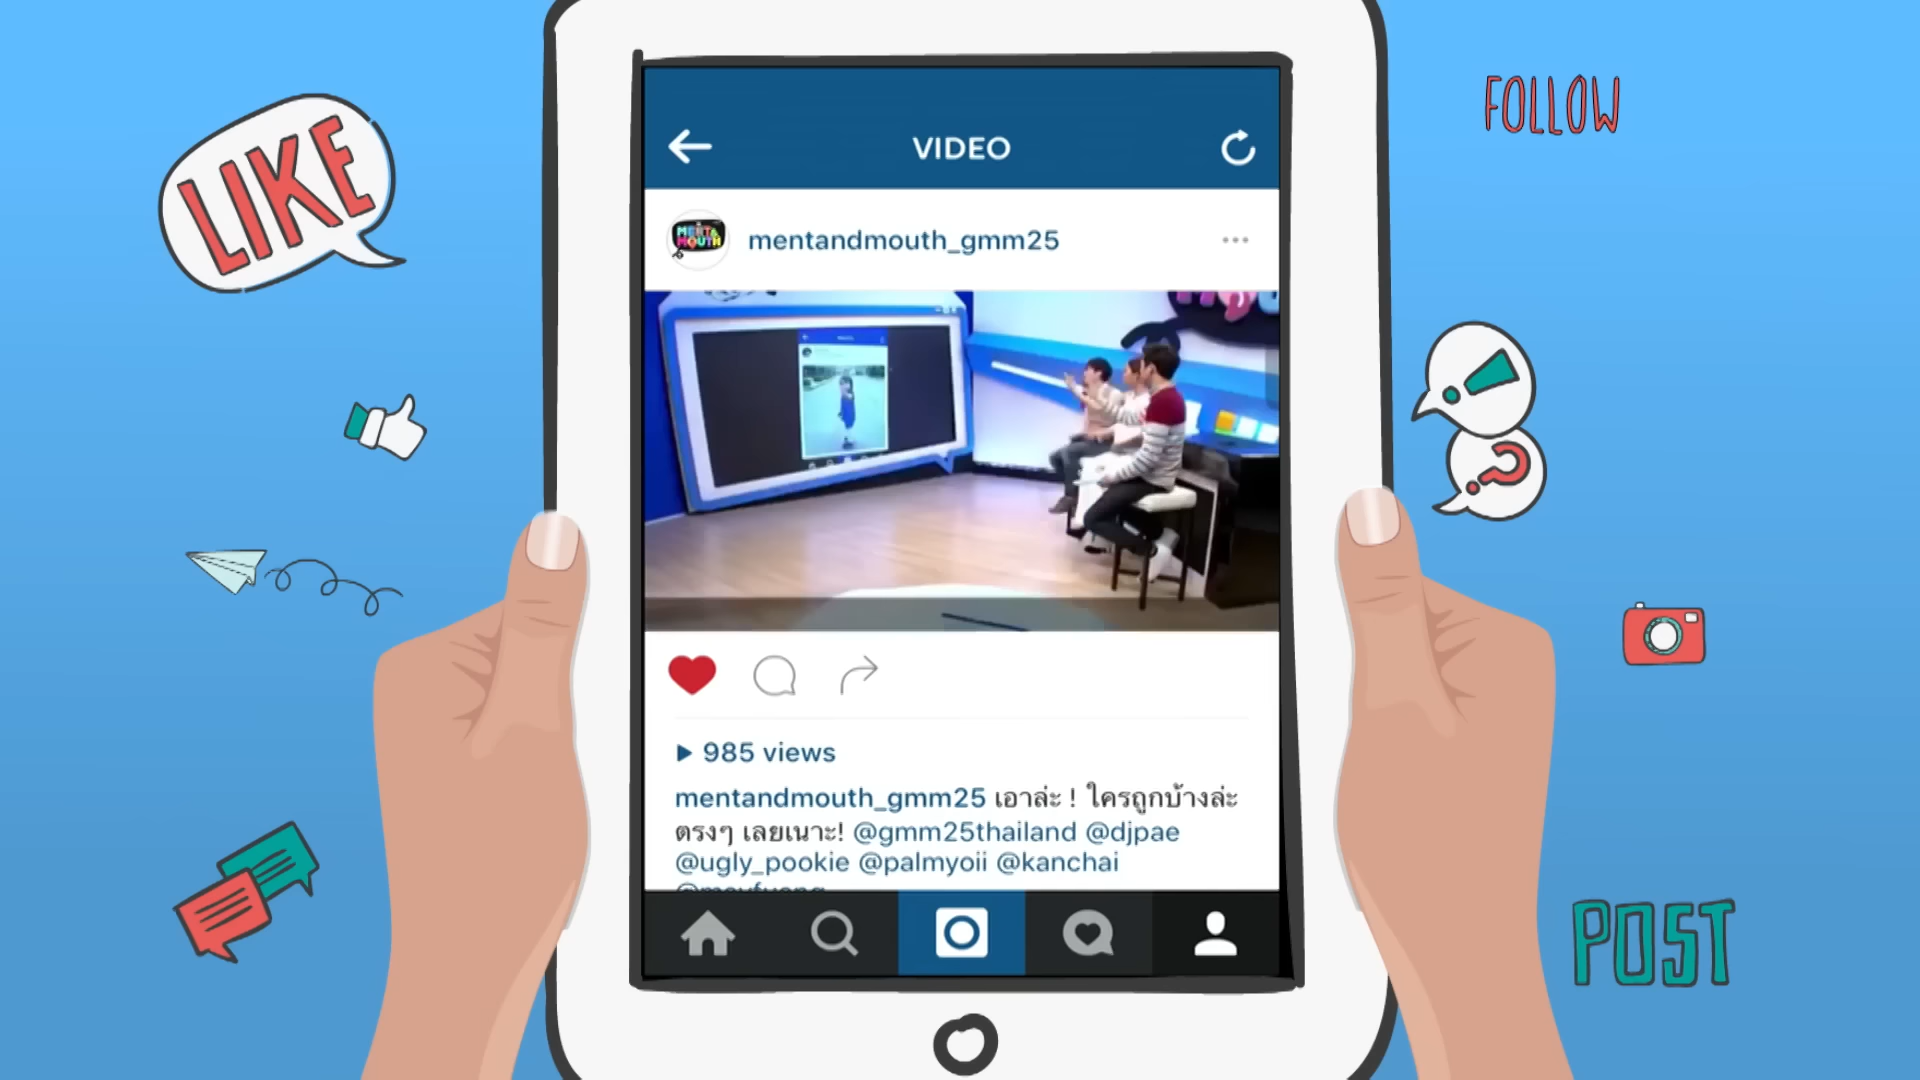 LIKE
FOLLOW
VIDEO
MENT&
MOUTH
mentandmouth_gmm25
985 views
mentandmouth_gmm25 เอาล่ะ ! ใครถูกบ้างล่ะ
ตรงๆ เลยเนาะ! @gmm25thailand @djpae
@ugly_pookie @palmyoii @kanchai
POST